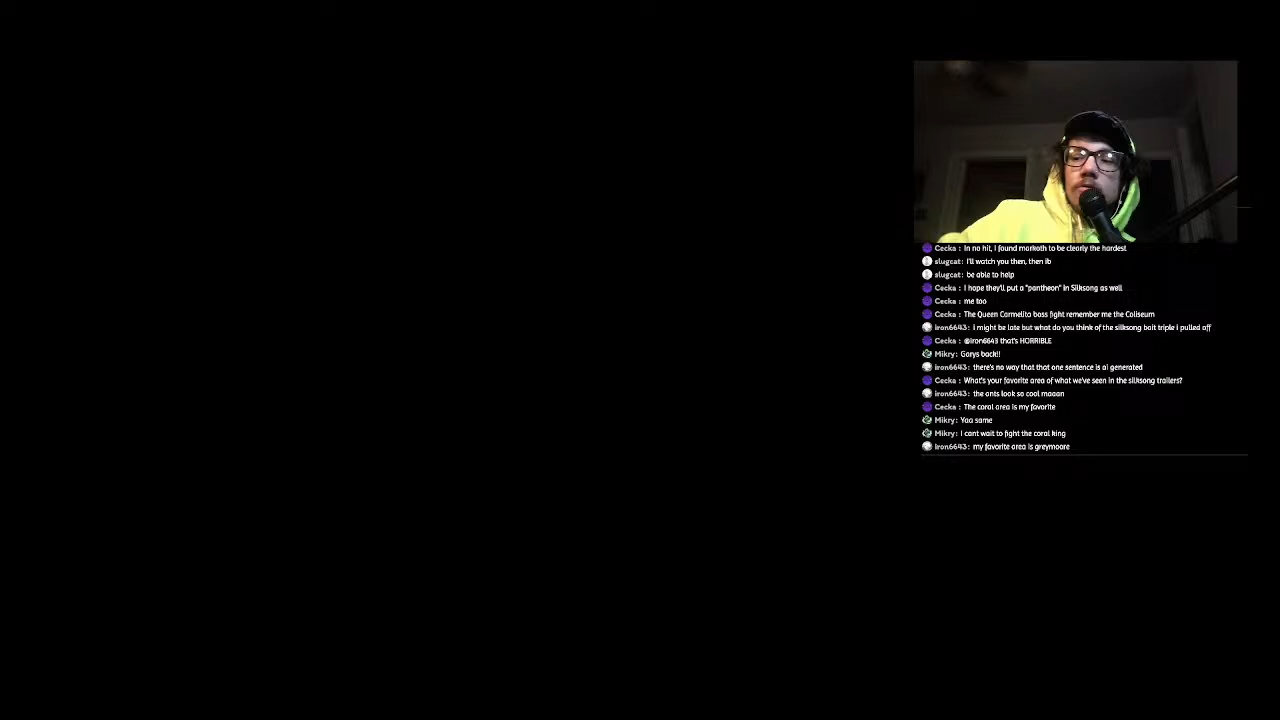 Cecka : In no hit, I found markoth to be clearly the hardest
slugcat: I'll watch you then, then ib
slugcat: be able to help
Cecka : I hope they'll put a "pantheon" in Silksong as well
Cecka : me too
Cecka : The Queen Carmelita boss fight remember me the Coliseum
iron6643 : i might be late but what do you think of the silksong bait triple i pulled off
Cecka : @iron6643 that's HORRIBLE
Mikry: Garys back!!
iron6643 : there's no way that that one sentence is ai generated
Cecka : What's your favorite area of what we've seen in the silksong trailers?
iron6643 : the ants look so cool maaan
Cecka : The coral area is my favorite
Mikry: Yaa same
Mikry: I cant wait to fight the coral king
iron6643 : my favorite area is greymoore